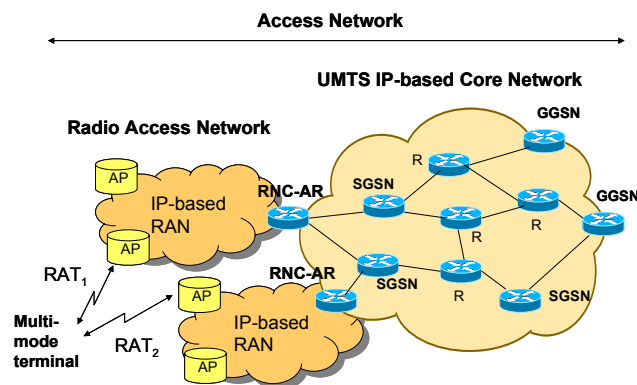 Access Network
UMTS IP-based Core Network
GGSN
Radio Access Network
R
AP
RNC-AR
SGSN
IP-based
RAN
R
GGSN
AP
R
RAT1
RNC-AR
SGSN
R
SGSN
AP
Multi-
mode
terminal
RAT2
IP-based
RAN
AP